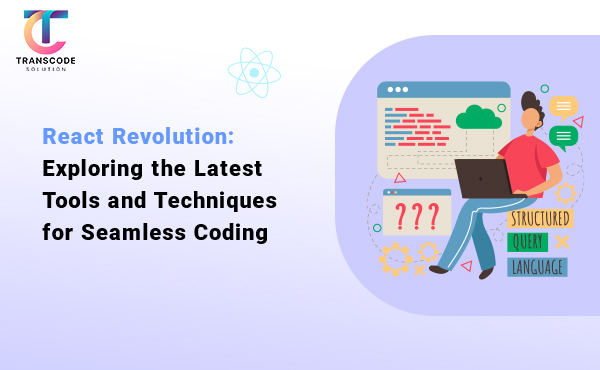 TRANSCODE
SOLUTION
React Revolution:
Exploring the Latest
Tools and Techniques
for Seamless Coding
???
STRUCTURED
QUERY
LANGUAGE